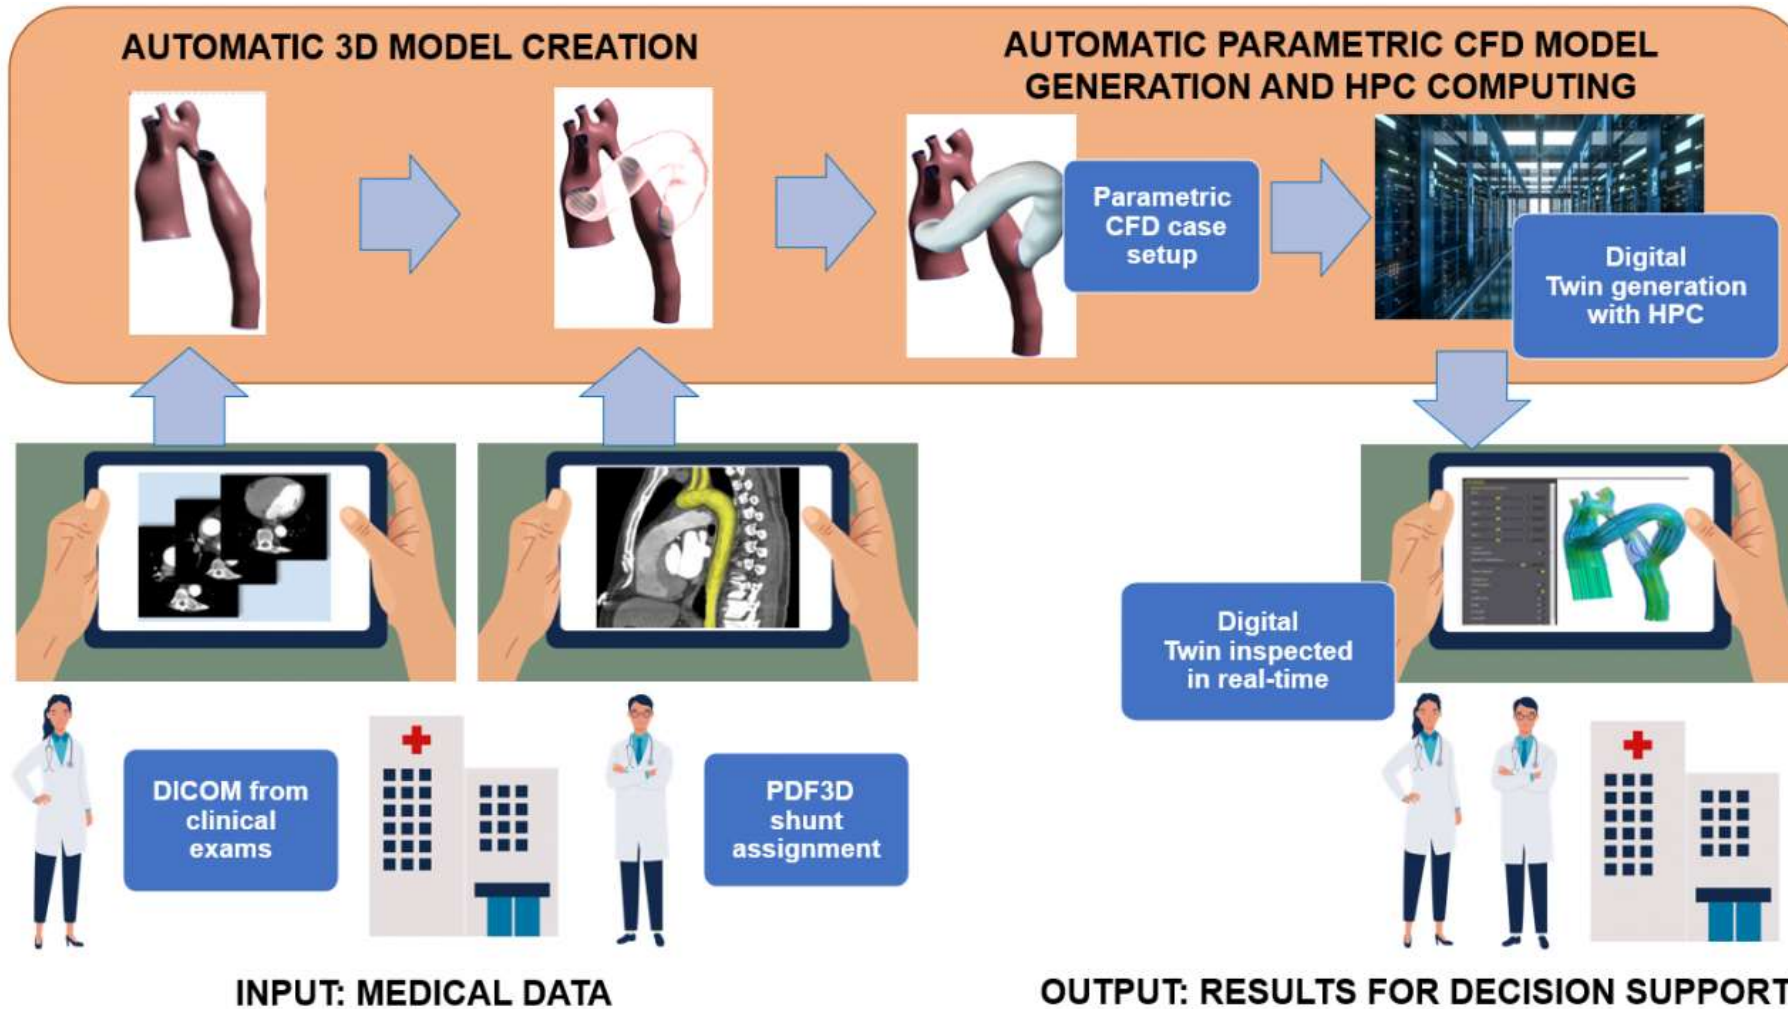 AUTOMATIC 3D MODEL CREATION
AUTOMATIC PARAMETRIC CFD MODEL
GENERATION AND HPC COMPUTING
Parametric
CFD case
setup
Digital
Twin generation
with HPC
Digital
Twin inspected
in real-time
DICOM from
clinical
exams
PDF3D
shunt
assignment
INPUT: MEDICAL DATA
OUTPUT: RESULTS FOR DECISION SUPPORT